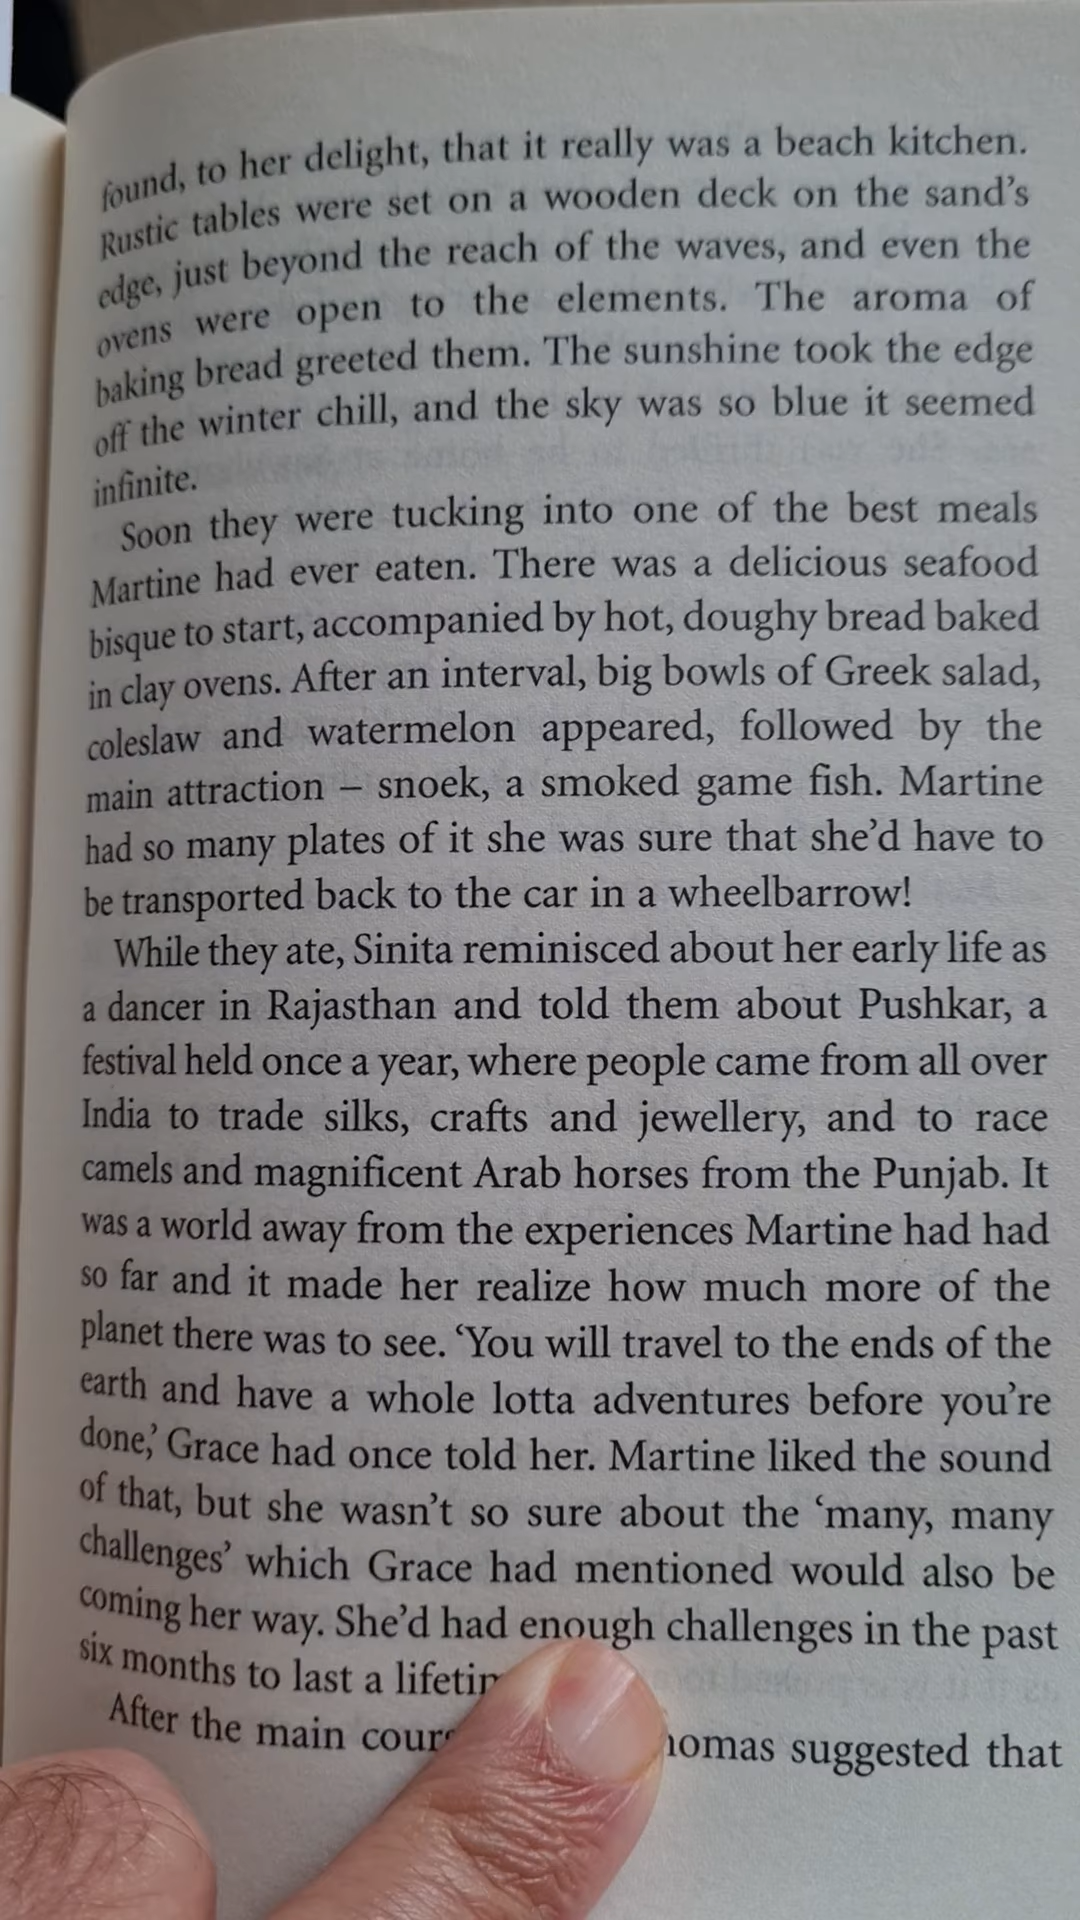 found, to her delight, that it really was a beach kitchen.
Rustic tables were set on a wooden deck on the sand’s
edge, just beyond the reach of the waves, and even the
ovens were open to the elements. The aroma of
baking bread greeted them. The sunshine took the edge
off the winter chill, and the sky was so blue it seemed
infinite.
Soon they were tucking into one of the best meals
Martine had ever eaten. There was a delicious seafood
bisque to start, accompanied by hot, doughy bread baked
in clay ovens. After an interval, big bowls of Greek salad,
coleslaw and watermelon appeared, followed by the
main attraction – snoek, a smoked game fish. Martine
had so many plates of it she was sure that she’d have to
be transported back to the car in a wheelbarrow!
While they ate, Sinita reminisced about her early life as
a dancer in Rajasthan and told them about Pushkar, a
festival held once a year, where people came from all over
India to trade silks, crafts and jewellery, and to race
camels and magnificent Arab horses from the Punjab. It
was a world away from the experiences Martine had had
so far and it made her realize how much more of the
planet there was to see. ‘You will travel to the ends of the
earth and have a whole lotta adventures before you’re
done,’ Grace had once told her. Martine liked the sound
of that, but she wasn’t so sure about the ‘many, many
challenges’ which Grace had mentioned would also be
coming her way. She’d had enough challenges in the past
six months to last a
After the main suggested that